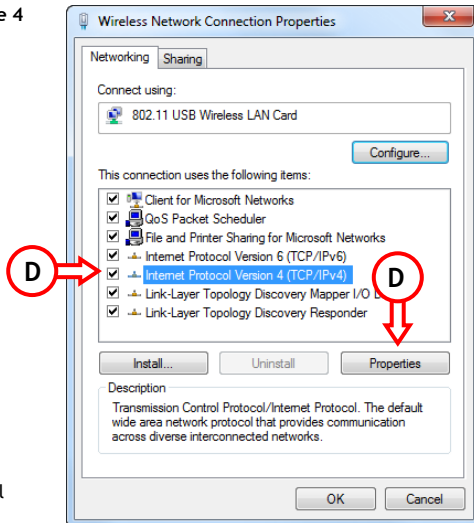 e 4
Wireless Network Connection Properties
Networking Sharing
Connect using:
802.11 USB Wireless LAN Card
Configure...
This connection uses the following items:
Client for Microsoft Networks
QoS Packet Scheduler
File and Printer Sharing for Microsoft Networks
Internet Protocol Version 6 (TCP/IPv6)
D Internet Protocol Version 4 (TCP/IPv4) D
Link-Layer Topology Discovery Mapper I/O D
Link-Layer Topology Discovery Responder
Install... Uninstall Properties
Description
Transmission Control Protocol/Internet Protocol. The default
wide area network protocol that provides communication
across diverse interconnected networks.
l
OK Cancel